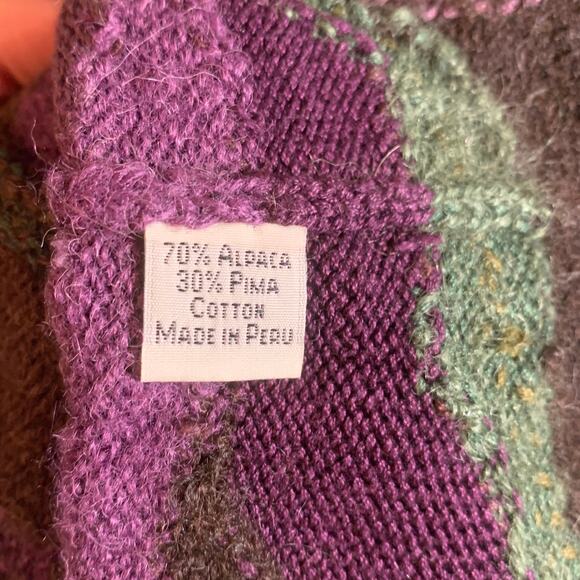 70% Alpaca
30% Pima
Cotton
Made in Peru